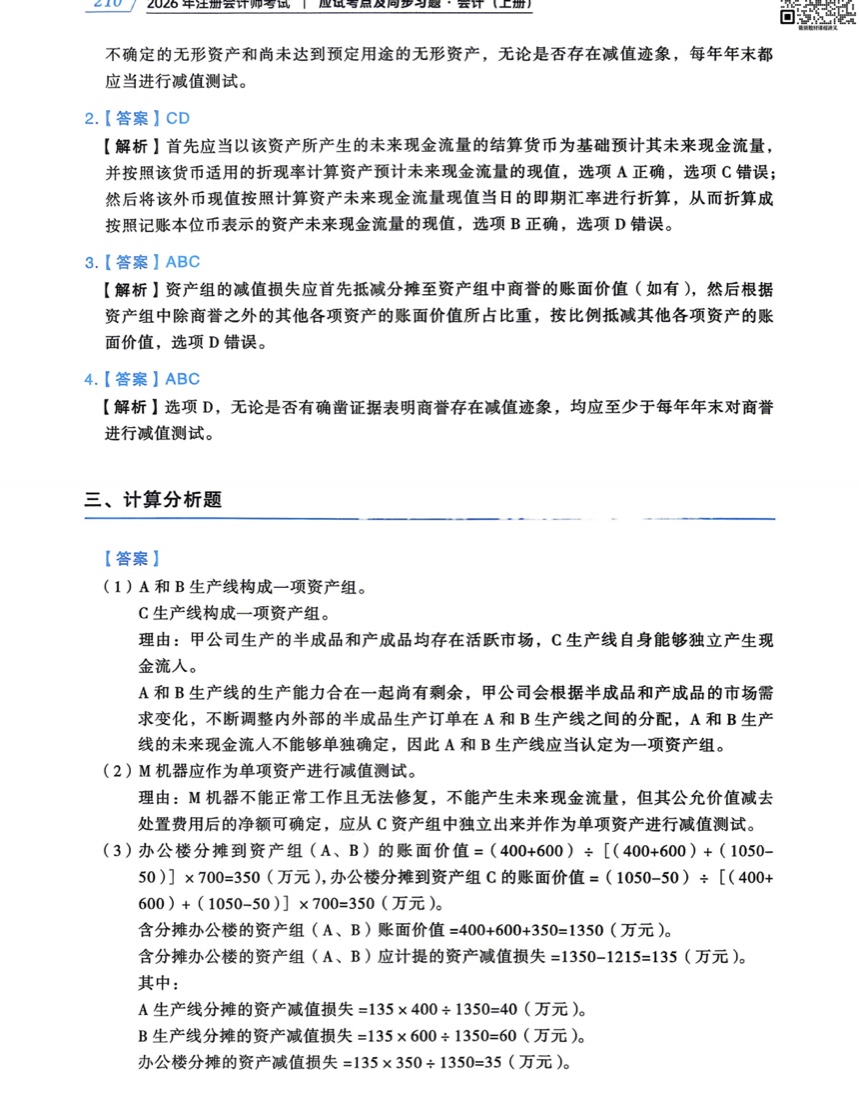 210 / 2026 年注册会计师考试 | 应试考点及同步习题·会计（上册）
不确定的无形资产和尚未达到预定用途的无形资产，无论是否存在减值迹象，每年年末都
应当进行减值测试。
2.【答案】CD
【解析】首先应当以该资产所产生的未来现金流量的结算货币为基础预计其未来现金流量，
并按照该货币适用的折现率计算资产预计未来现金流量的现值，选项 A 正确，选项 C 错误；
然后将该外币现值按照计算资产未来现金流量现值当日的即期汇率进行折算，从而折算成
按照记账本位币表示的资产未来现金流量的现值，选项 B 正确，选项 D 错误。
3.【答案】ABC
【解析】资产组的减值损失应首先抵减分摊至资产组中商誉的账面价值（如有），然后根据
资产组中除商誉之外的其他各项资产的账面价值所占比重，按比例抵减其他各项资产的账
面价值，选项 D 错误。
4.【答案】ABC
【解析】选项 D，无论是否有确凿证据表明商誉存在减值迹象，均应至少于每年年末对商誉
进行减值测试。
三、计算分析题
【答案】
（1）A 和 B 生产线构成一项资产组。
C 生产线构成一项资产组。
理由：甲公司生产的半成品和产成品均存在活跃市场，C 生产线自身能够独立产生现
金流入。
A 和 B 生产线的生产能力合在一起尚有剩余，甲公司会根据半成品和产成品的市场需
求变化，不断调整内外部的半成品生产订单在 A 和 B 生产线之间的分配，A 和 B 生产
线的未来现金流入不能够单独确定，因此 A 和 B 生产线应当认定为一项资产组。
（2）M 机器应作为单项资产进行减值测试。
理由：M 机器不能正常工作且无法修复，不能产生未来现金流量，但其公允价值减去
处置费用后的净额可确定，应从 C 资产组中独立出来并作为单项资产进行减值测试。
（3）办公楼分摊到资产组（A、B）的账面价值 =（400+600）÷［（400+600）+（1050-
50）］×700=350（万元），办公楼分摊到资产组 C 的账面价值 =（1050-50）÷［（400+
600）+（1050-50）］×700=350（万元）。
含分摊办公楼的资产组（A、B）账面价值 =400+600+350=1350（万元）。
含分摊办公楼的资产组（A、B）应计提的资产减值损失 =1350-1215=135（万元）。
其中：
A 生产线分摊的资产减值损失 =135×400÷1350=40（万元）。
B 生产线分摊的资产减值损失 =135×600÷1350=60（万元）。
办公楼分摊的资产减值损失 =135×350÷1350=35（万元）。